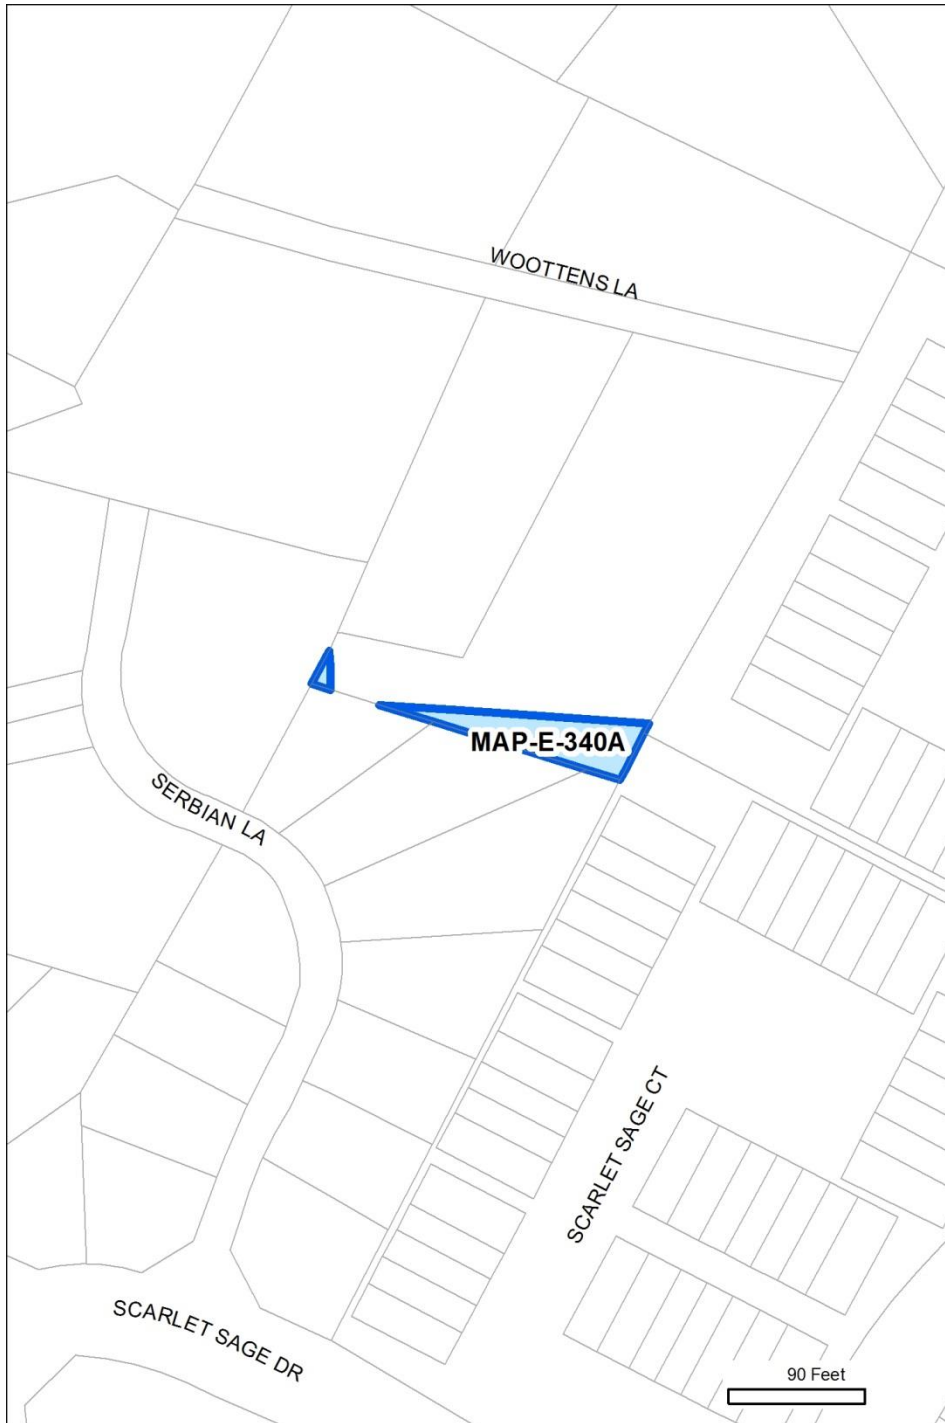 WOOTTENS LA
MAP-E-340A
SERBIAN LA
SCARLET SAGE CT
SCARLET SAGE DR
90 Feet